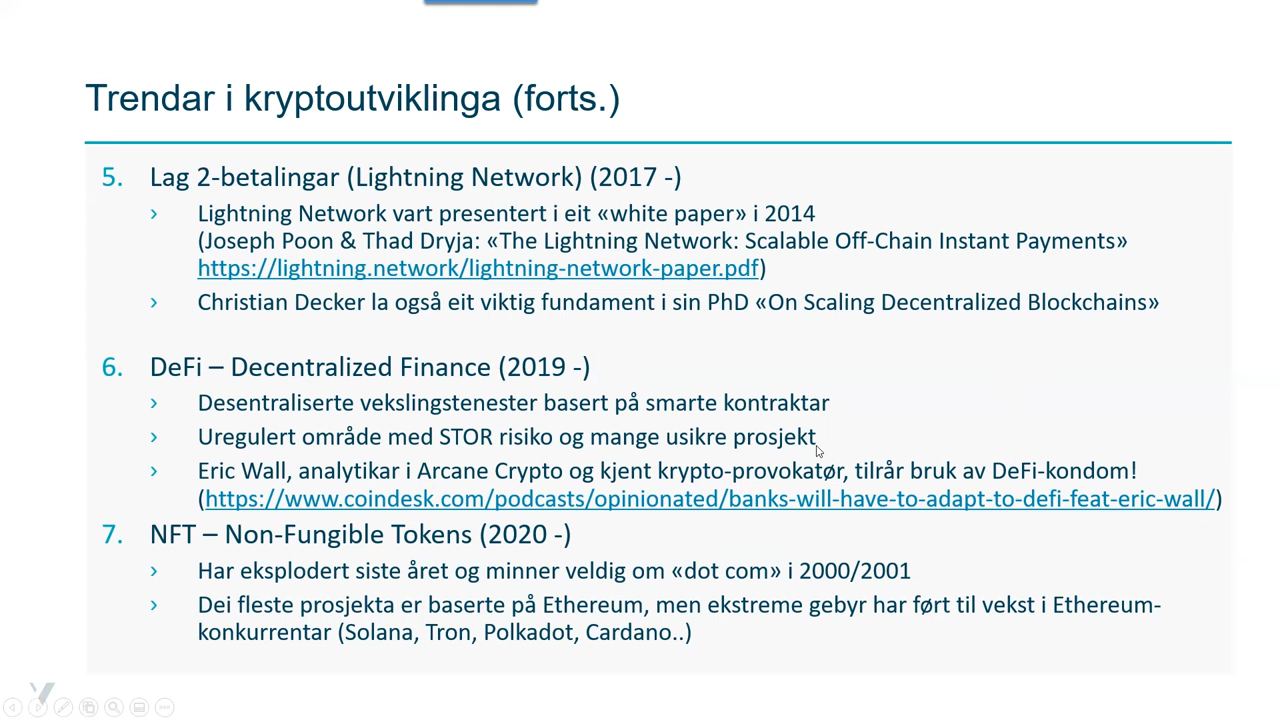 Trendar i kryptoutviklinga (forts.)
5. Lag 2-betalingar (Lightning Network) (2017 -)
› Lightning Network vart presentert i eit «white paper» i 2014
(Joseph Poon & Thad Dryja: «The Lightning Network: Scalable Off-Chain Instant Payments»
https://lightning.network/lightning-network-paper.pdf)
› Christian Decker la også eit viktig fundament i sin PhD «On Scaling Decentralized Blockchains»
6. DeFi – Decentralized Finance (2019 -)
› Desentraliserte vekslingstenester basert på smarte kontraktar
› Uregulert område med STOR risiko og mange usikre prosjekt
› Eric Wall, analytikar i Arcane Crypto og kjent krypto-provokatør, tilrår bruk av DeFi-kondom!
(https://www.coindesk.com/podcasts/opinionated/banks-will-have-to-adapt-to-defi-feat-eric-wall/)
7. NFT – Non-Fungible Tokens (2020 -)
› Har eksplodert siste året og minner veldig om «dot com» i 2000/2001
› Dei fleste prosjekta er baserte på Ethereum, men ekstreme gebyr har ført til vekst i Ethereum-
konkurrentar (Solana, Tron, Polkadot, Cardano..)